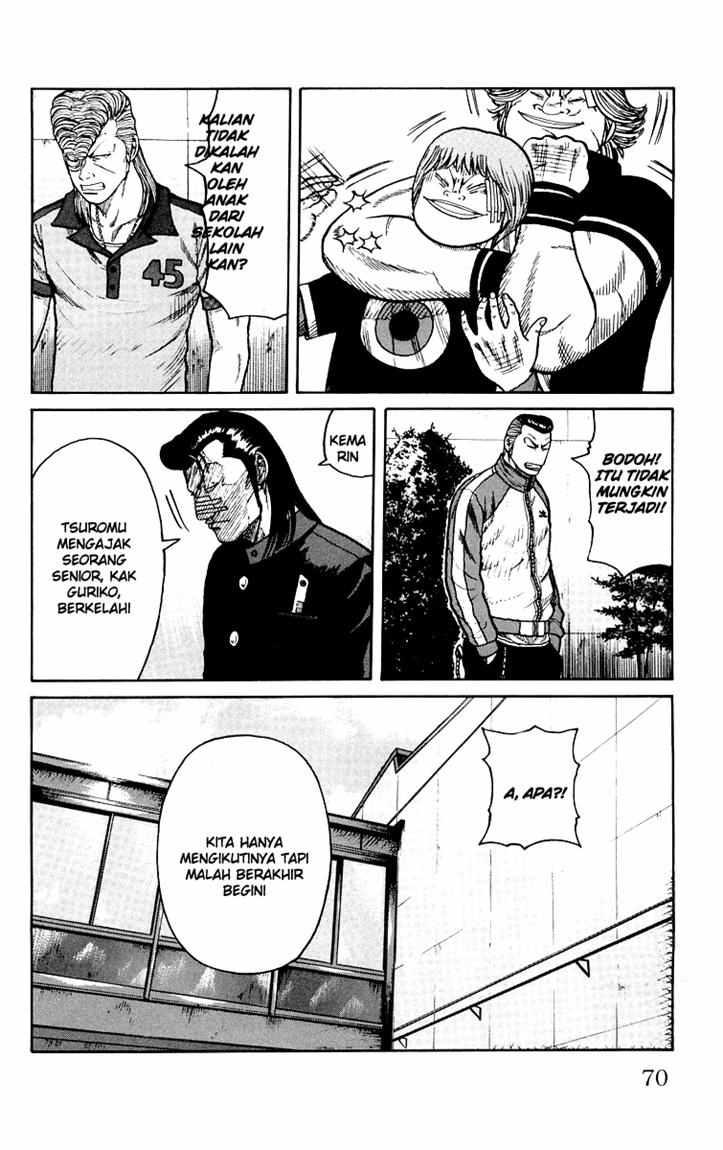 KALIAN
TIDAK
DIKALAH
KAN
OLEH
ANAK
DARI
SEKOLAH
LAIN
KAN?
45
BODOH!
ITU TIDAK
MUNGKIN
TERJADI!
KEMA
RIN
TSUROMU
MENGAJAK
SEORANG
SENIOR, KAK
GURIKO,
BERKELAHI
A, APA?!
KITA HANYA
MENGIKUTINYA TAPI
MALAH BERAKHIR
BEGINI
70